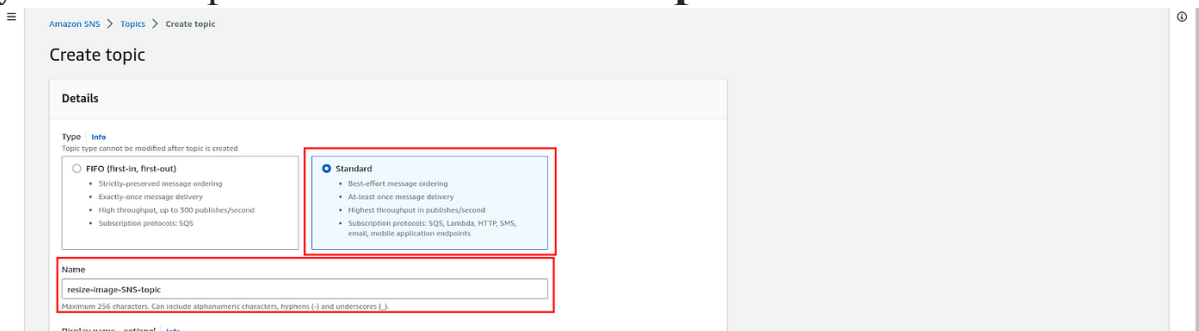 Amazon SNS > Topics > Create topic
Create topic
Details
Type Info
Topic type cannot be modified after topic is created
FIFO (first-in, first-out)
• Strictly-preserved message ordering
• Exactly-once message delivery
• High throughput, up to 300 publishes/second
• Subscription protocols: SQS
Standard
• Best-effort message ordering
• At-least once message delivery
• Highest throughput in publishes/second
• Subscription protocols: SQS, Lambda, HTTP, SMS,
email, mobile application endpoints
Name
resize-image-SNS-topic
Maximum 256 characters. Can include alphanumeric characters, hyphens (-) and underscores (_).
Display name - optional Info